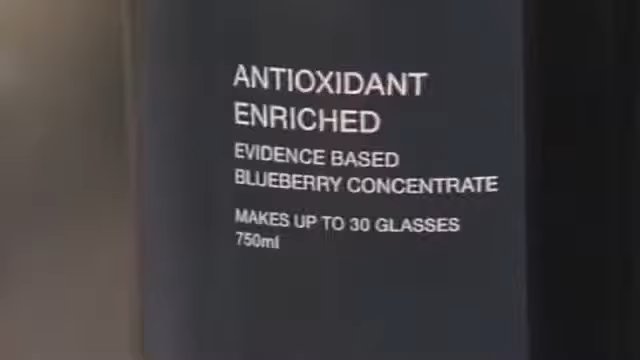 ANTIOXIDANT
ENRICHED
EVIDENCE BASED
BLUEBERRY CONCENTRATE
MAKES UP TO 30 GLASSES
750ml